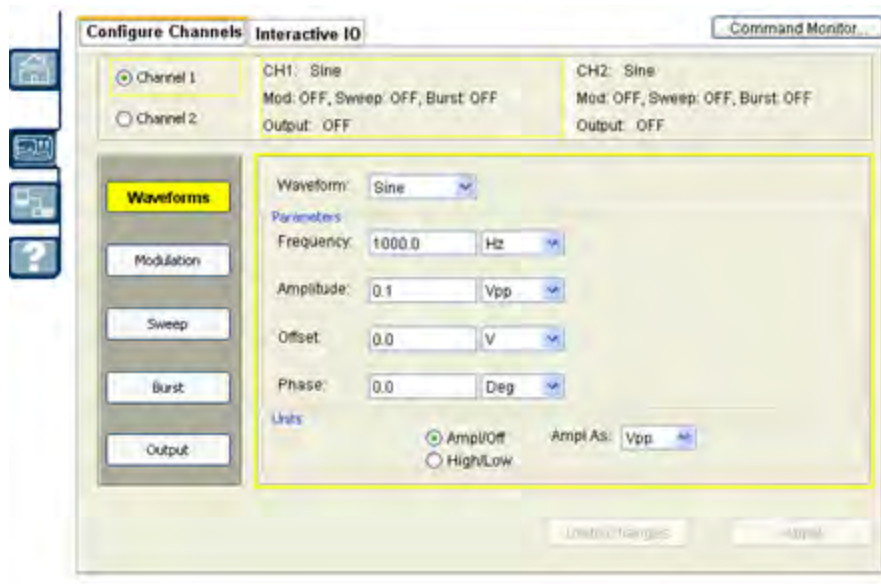 Configure Channels Interactive IO Command Monitor...
Channel 1
Channel 2
CH1: Sine
Mod: OFF, Sweep: OFF, Burst: OFF
Output: OFF
CH2: Sine
Mod: OFF, Sweep: OFF, Burst: OFF
Output: OFF
Waveforms
Modulation
Sweep
Burst
Output
Waveform: Sine
Parameters
Frequency: 1000.0 Hz
Amplitude: 0.1 Vpp
Offset: 0.0 V
Phase: 0.0 Deg
Units
Ampl/Off
High/Low
Ampl As: Vpp
Undo Changes Apply
?